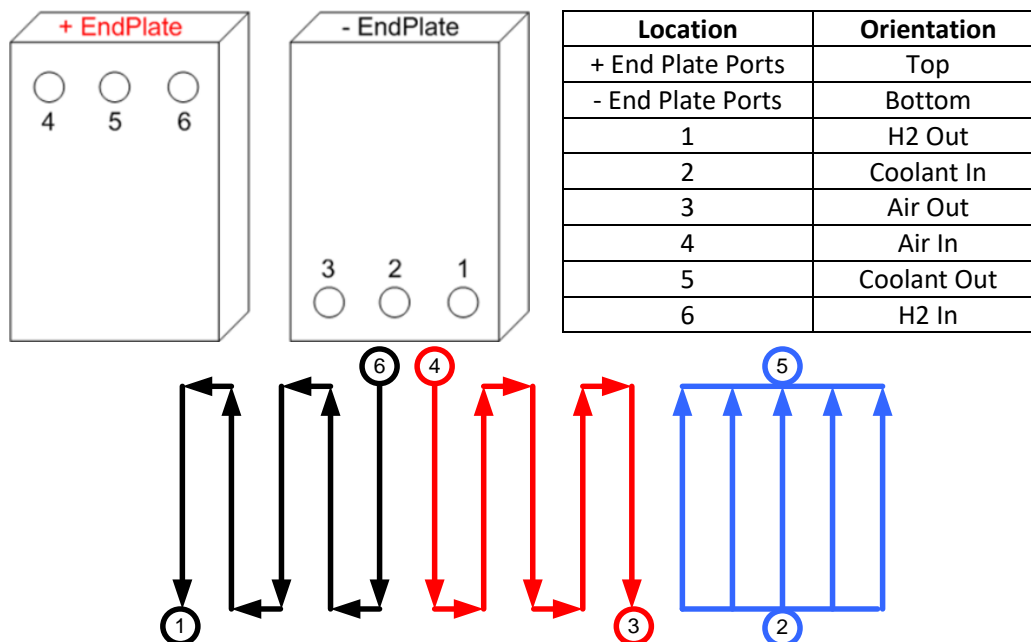 + EndPlate
4 5 6
- EndPlate
3 2 1
Location Orientation
+ End Plate Ports Top
- End Plate Ports Bottom
1 H2 Out
2 Coolant In
3 Air Out
4 Air In
5 Coolant Out
6 H2 In
6 4 5
1 3 2